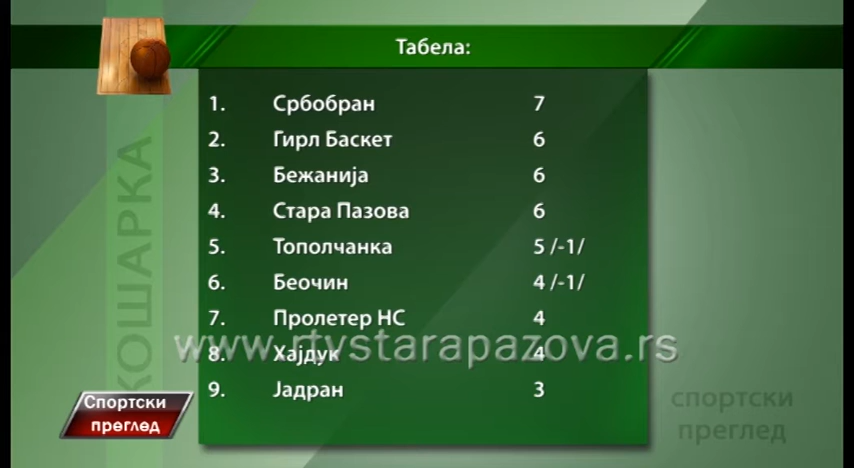 Табела:
1. Србобран 7
2. Гирл Баскет 6
3. Бежанија 6
4. Стара Пазова 6
5. Тополчанка 5 /-1/
6. Беочин 4 /-1/
7. Пролетер НС 4
8. Хајдук 4
9. Јадран 3
www.rtvstarapazova.rs
КОШАРКА
Спортски
преглед
спортски
преглед